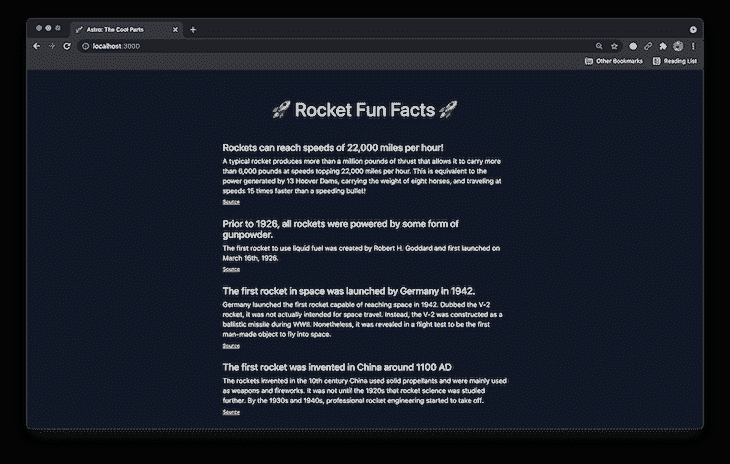 Astro: The Cool Parts
localhost:3000
Other Bookmarks
Reading List
🚀 Rocket Fun Facts 🚀
Rockets can reach speeds of 22,000 miles per hour!
A typical rocket produces more than a million pounds of thrust that allows it to carry more
than 6,000 pounds at speeds topping 22,000 miles per hour. This is equivalent to the
power generated by 13 Hoover Dams, carrying the weight of eight horses, and traveling at
speeds 15 times faster than a speeding bullet!
Source
Prior to 1926, all rockets were powered by some form of
gunpowder.
The first rocket to use liquid fuel was created by Robert H. Goddard and first launched on
March 16th, 1926.
Source
The first rocket in space was launched by Germany in 1942.
Germany launched the first rocket capable of reaching space in 1942. Dubbed the V-2
rocket, it was not actually intended for space travel. Instead, the V-2 was constructed as a
ballistic missile during WWII. Nonetheless, it was revealed in a flight test to be the first
man-made object to fly into space.
Source
The first rocket was invented in China around 1100 AD
The rockets invented in the 10th century China used solid propellants and were mainly used
as weapons and fireworks. It was not until the 1920s that rocket science was studied
further. By the 1930s and 1940s, professional rocket engineering started to take off.
Source